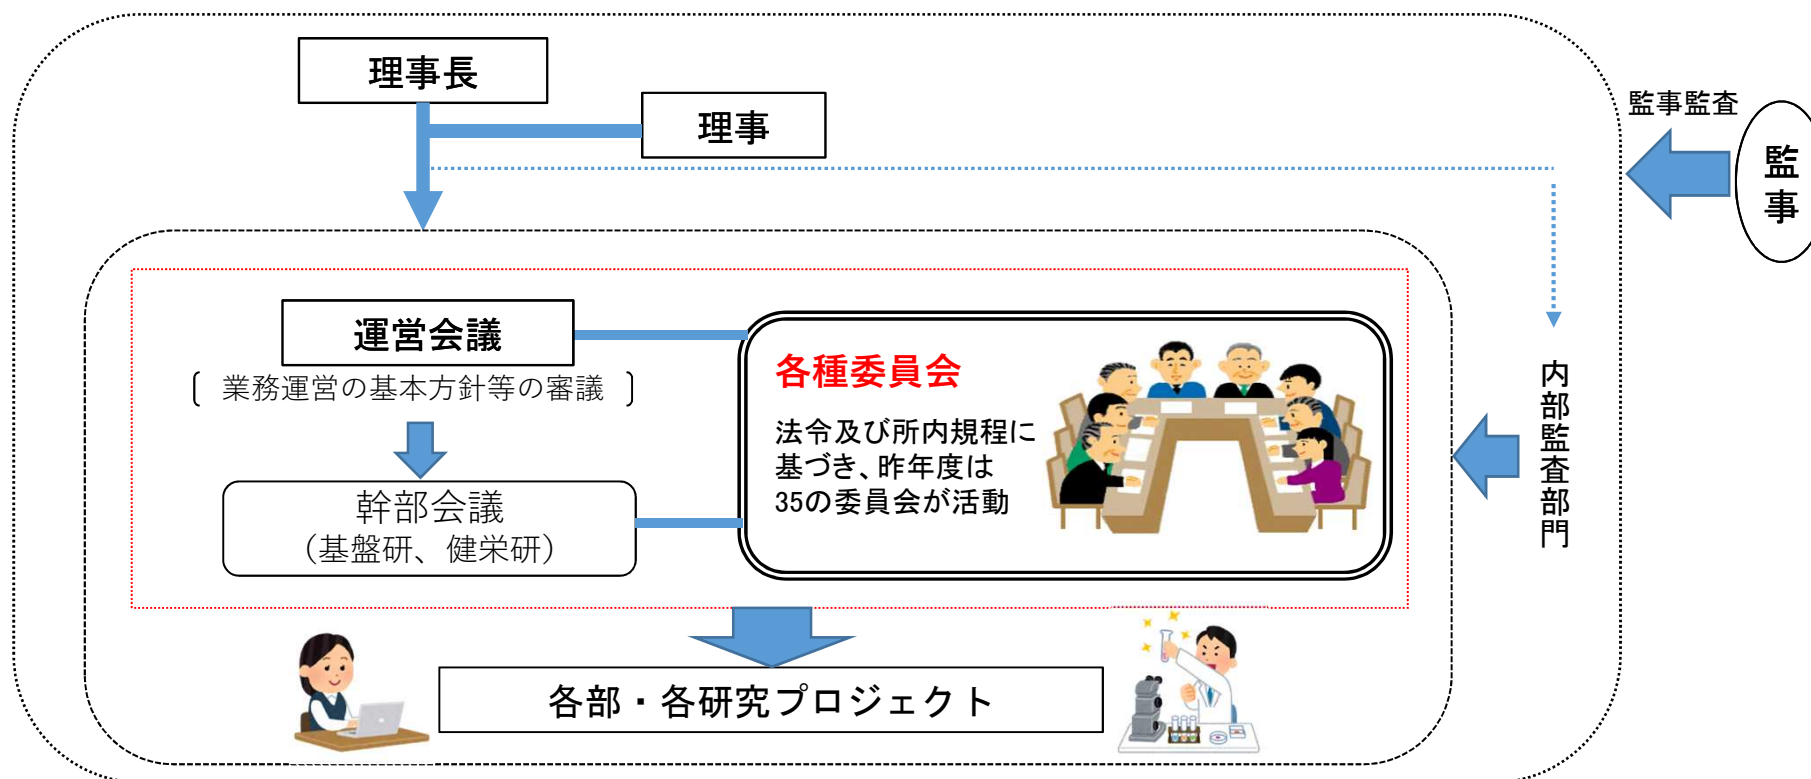 理事長
理事
監事監査
監事
運営会議
〔 業務運営の基本方針等の審議 〕
各種委員会
法令及び所内規程に
基づき、昨年度は
35の委員会が活動
内部監査部門
幹部会議
（基盤研、健栄研）
各部・各研究プロジェクト